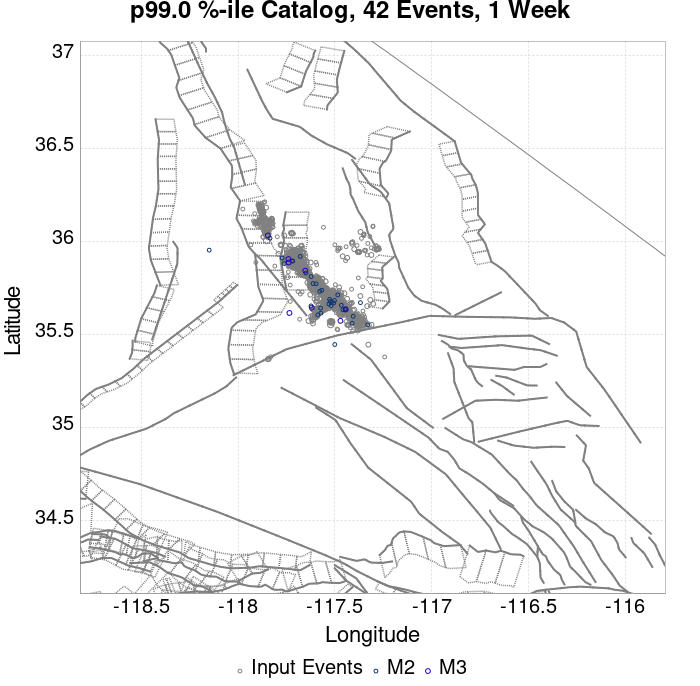 p99.0 %-ile Catalog, 42 Events, 1 Week
37
36.5
36
35.5
35
34.5
Latitude
-118.5 -118 -117.5 -117 -116.5 -116
Longitude
Input Events M2 M3